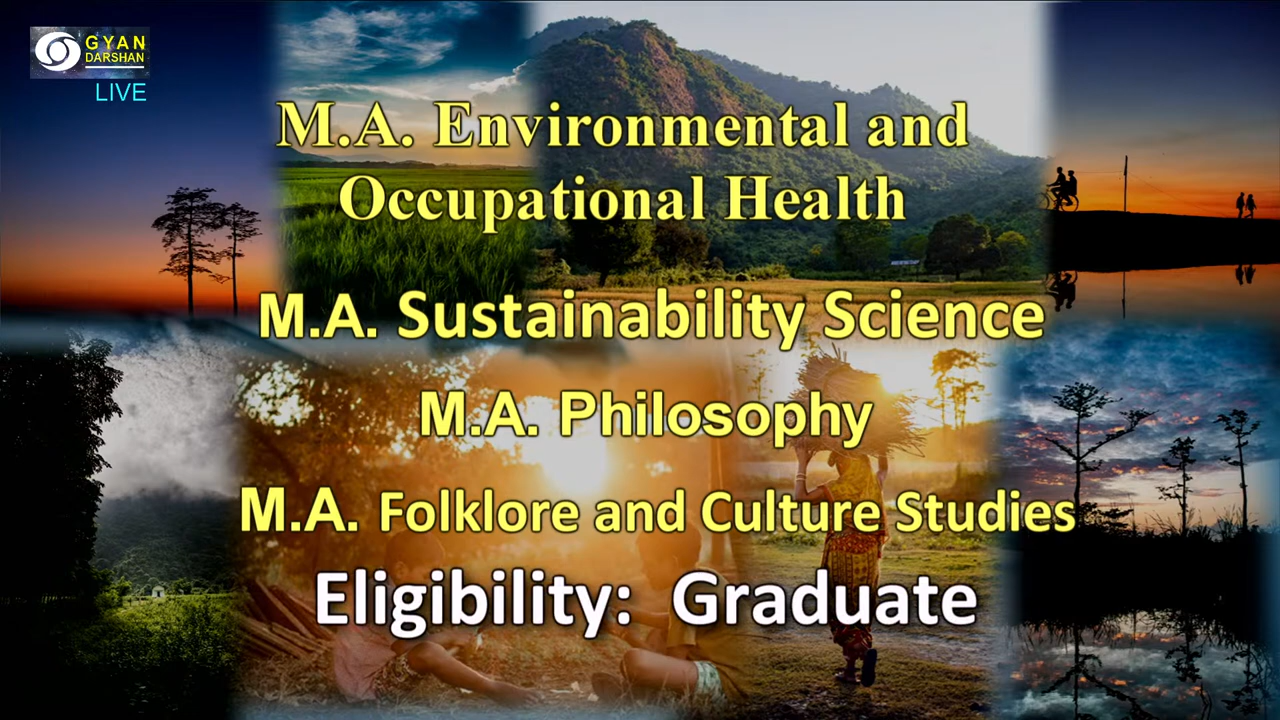 GYAN
DARSHAN
LIVE
M.A. Environmental and
Occupational Health
M.A. Sustainability Science
M.A. Philosophy
M.A. Folklore and Culture Studies
Eligibility: Graduate